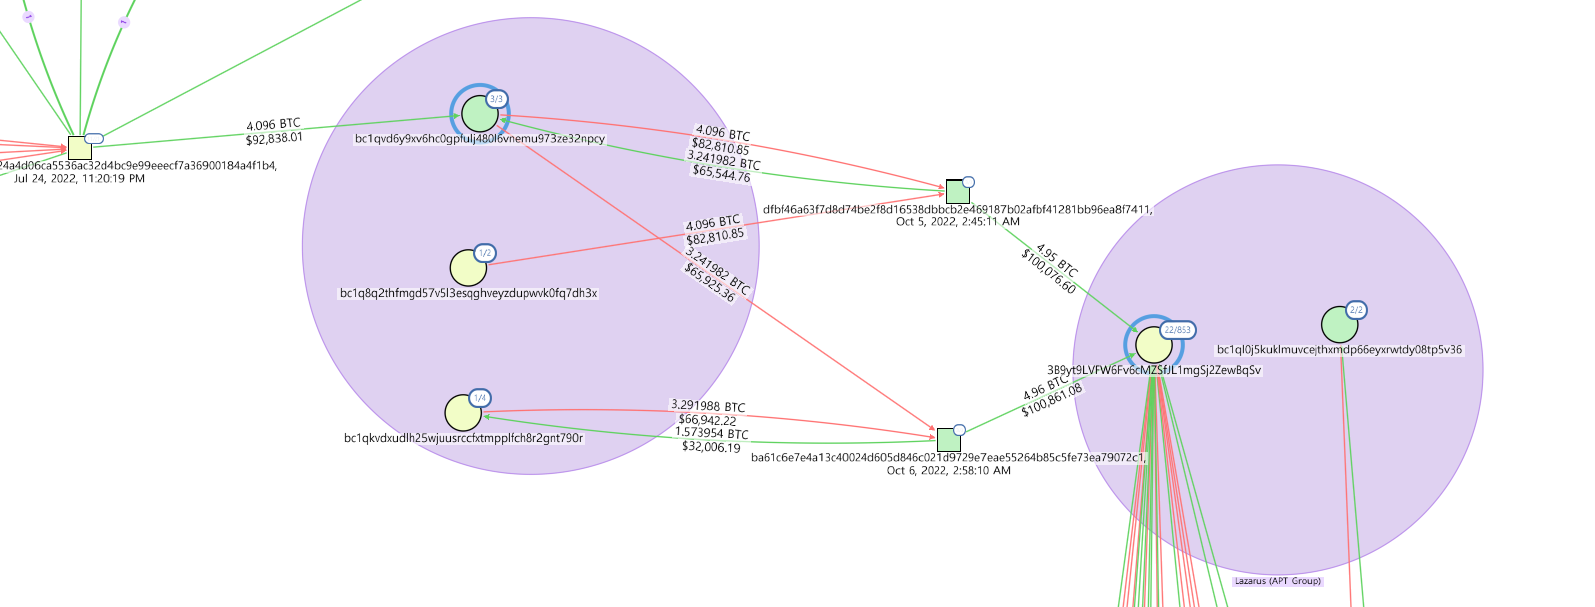 1
1
3/3
4.096 BTC
$92,838.01
bc1qvd6y9xv6hc0gpfulj480l6vnemu973ze32npcy
4.096 BTC
$82,810.85
3.241982 BTC
$65,544.76
24a4d06ca5536ac32d4bc9e99eeecf7a36900184a4f1b4,
Jul 24, 2022, 11:20:19 PM
dfbf46a63f7d8d74be2f8d16538dbbcb2e469187b02afbf41281bb96ea8f7411,
Oct 5, 2022, 2:45:11 AM
4.096 BTC
$82,810.85
1/2
bc1q8q2thfmgd57v5l3esqghveyzdupwvk0fq7dh3x
3.241982 BTC
$65,925.36
4.95 BTC
$100,076.60
22/853
2/2
bc1ql0j5kuklmuvcejthxmdp66eyxrwtdy08tp5v36
3B9yt9LVFW6Fv6cMZSfJL1mgSj2ZewBqSv
4.96 BTC
$100,861.08
1/4
3.291988 BTC
$66,942.22
1.573954 BTC
$32,006.19
bc1qkvdxudlh25wjuusrccfxtmpplfch8r2gnt790r
ba61c6e7e4a13c40024d605d846c021d9729e7eae55264b85c5fe73ea79072c1,
Oct 6, 2022, 2:58:10 AM
Lazarus (APT Group)